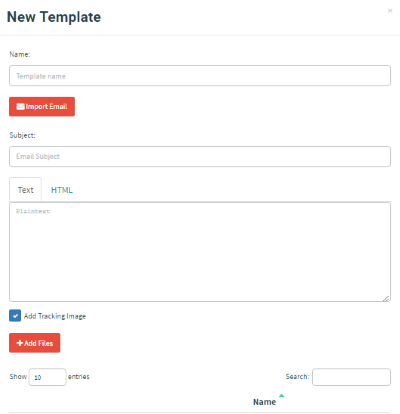 New Template
×
Name:
Template name
Import Email
Subject:
Email Subject
Text HTML
Plaintext
Add Tracking Image
+ Add Files
Show 10 entries Search:
Name